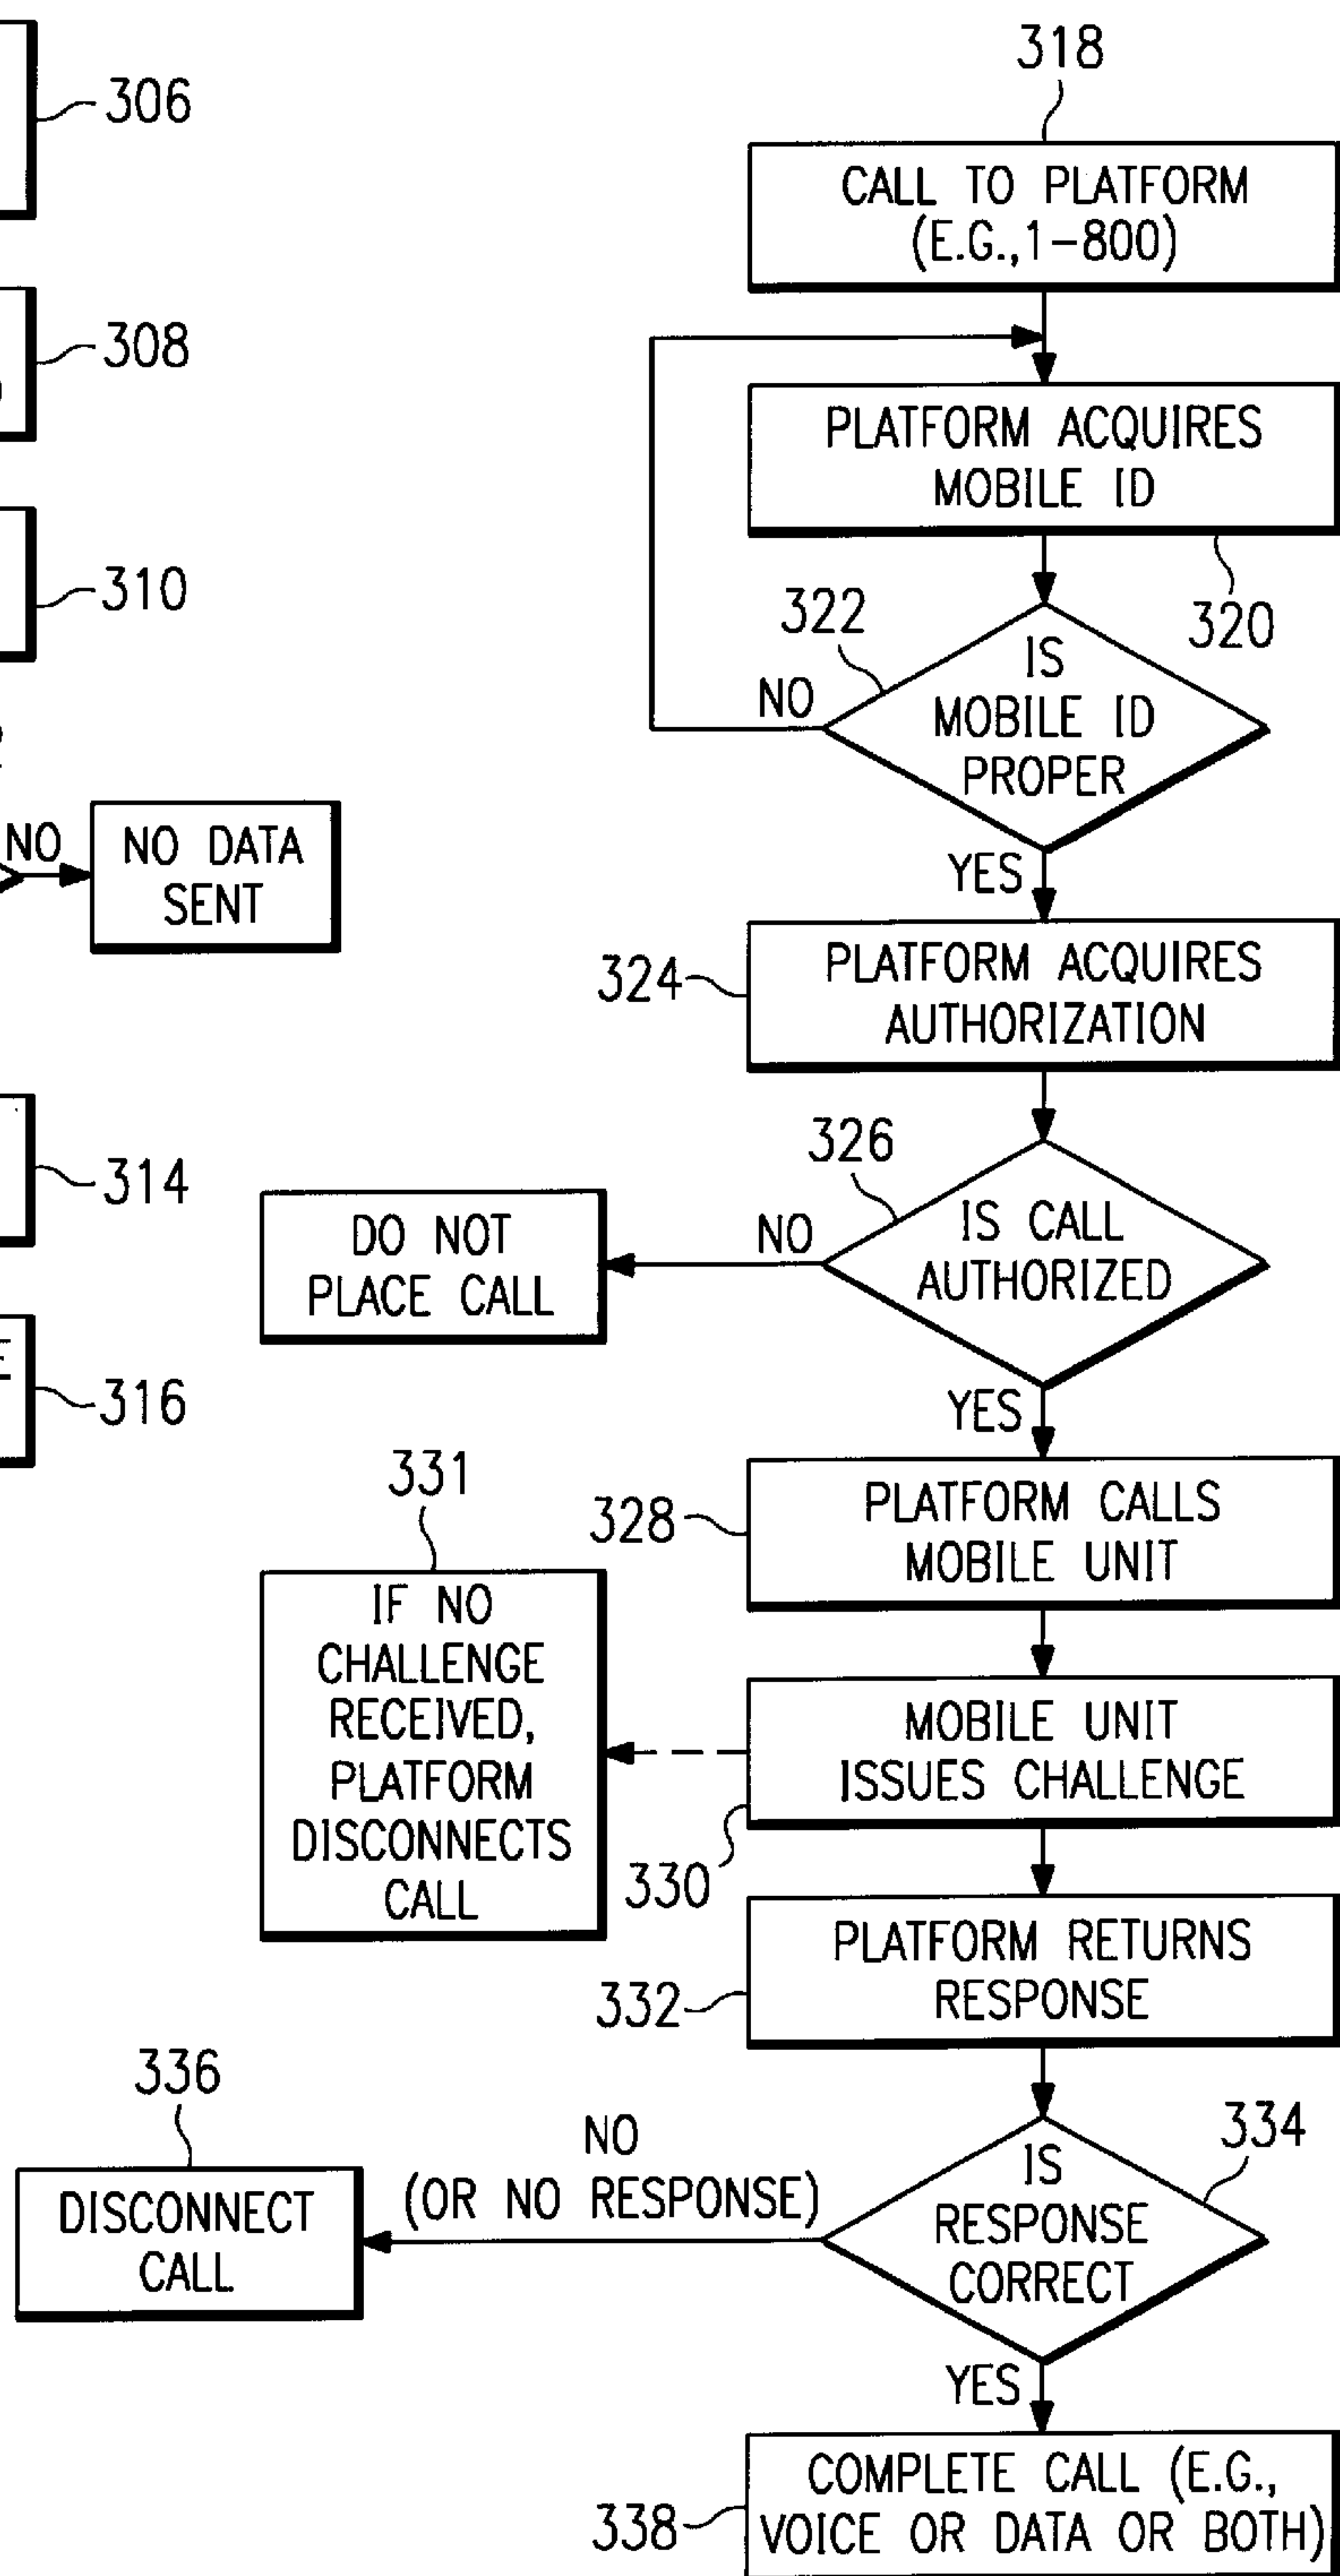 306
308
310
NO
NO DATA
SENT
314
316
318
CALL TO PLATFORM
(E.G.,1-800)
PLATFORM ACQUIRES
MOBILE ID
320
322
IS
MOBILE ID
PROPER
NO
YES
324
PLATFORM ACQUIRES
AUTHORIZATION
326
IS CALL
AUTHORIZED
NO
DO NOT
PLACE CALL
YES
328
PLATFORM CALLS
MOBILE UNIT
331
IF NO
CHALLENGE
RECEIVED,
PLATFORM
DISCONNECTS
CALL
MOBILE UNIT
ISSUES CHALLENGE
330
332
PLATFORM RETURNS
RESPONSE
334
IS
RESPONSE
CORRECT
NO
(OR NO RESPONSE)
336
DISCONNECT
CALL
YES
338
COMPLETE CALL (E.G.,
VOICE OR DATA OR BOTH)